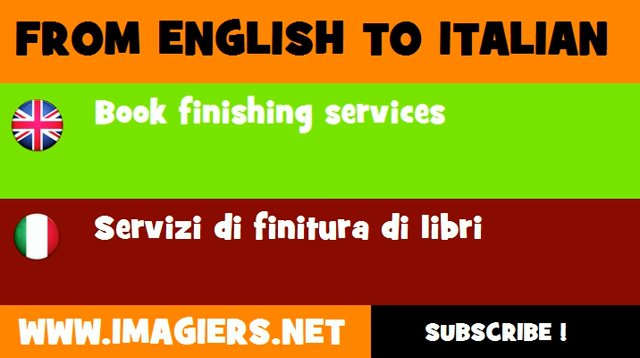 FROM ENGLISH TO ITALIAN
Book finishing services
Servizi di finitura di libri
WWW.IMAGIERS.NET
SUBSCRIBE !